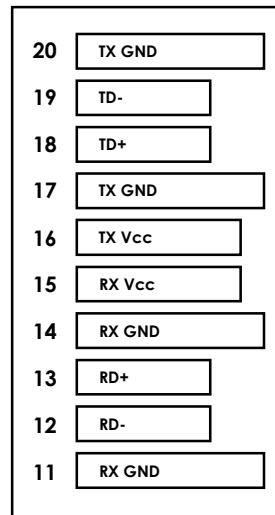 20 TX GND
19 TD-
18 TD+
17 TX GND
16 TX Vcc
15 RX Vcc
14 RX GND
13 RD+
12 RD-
11 RX GND